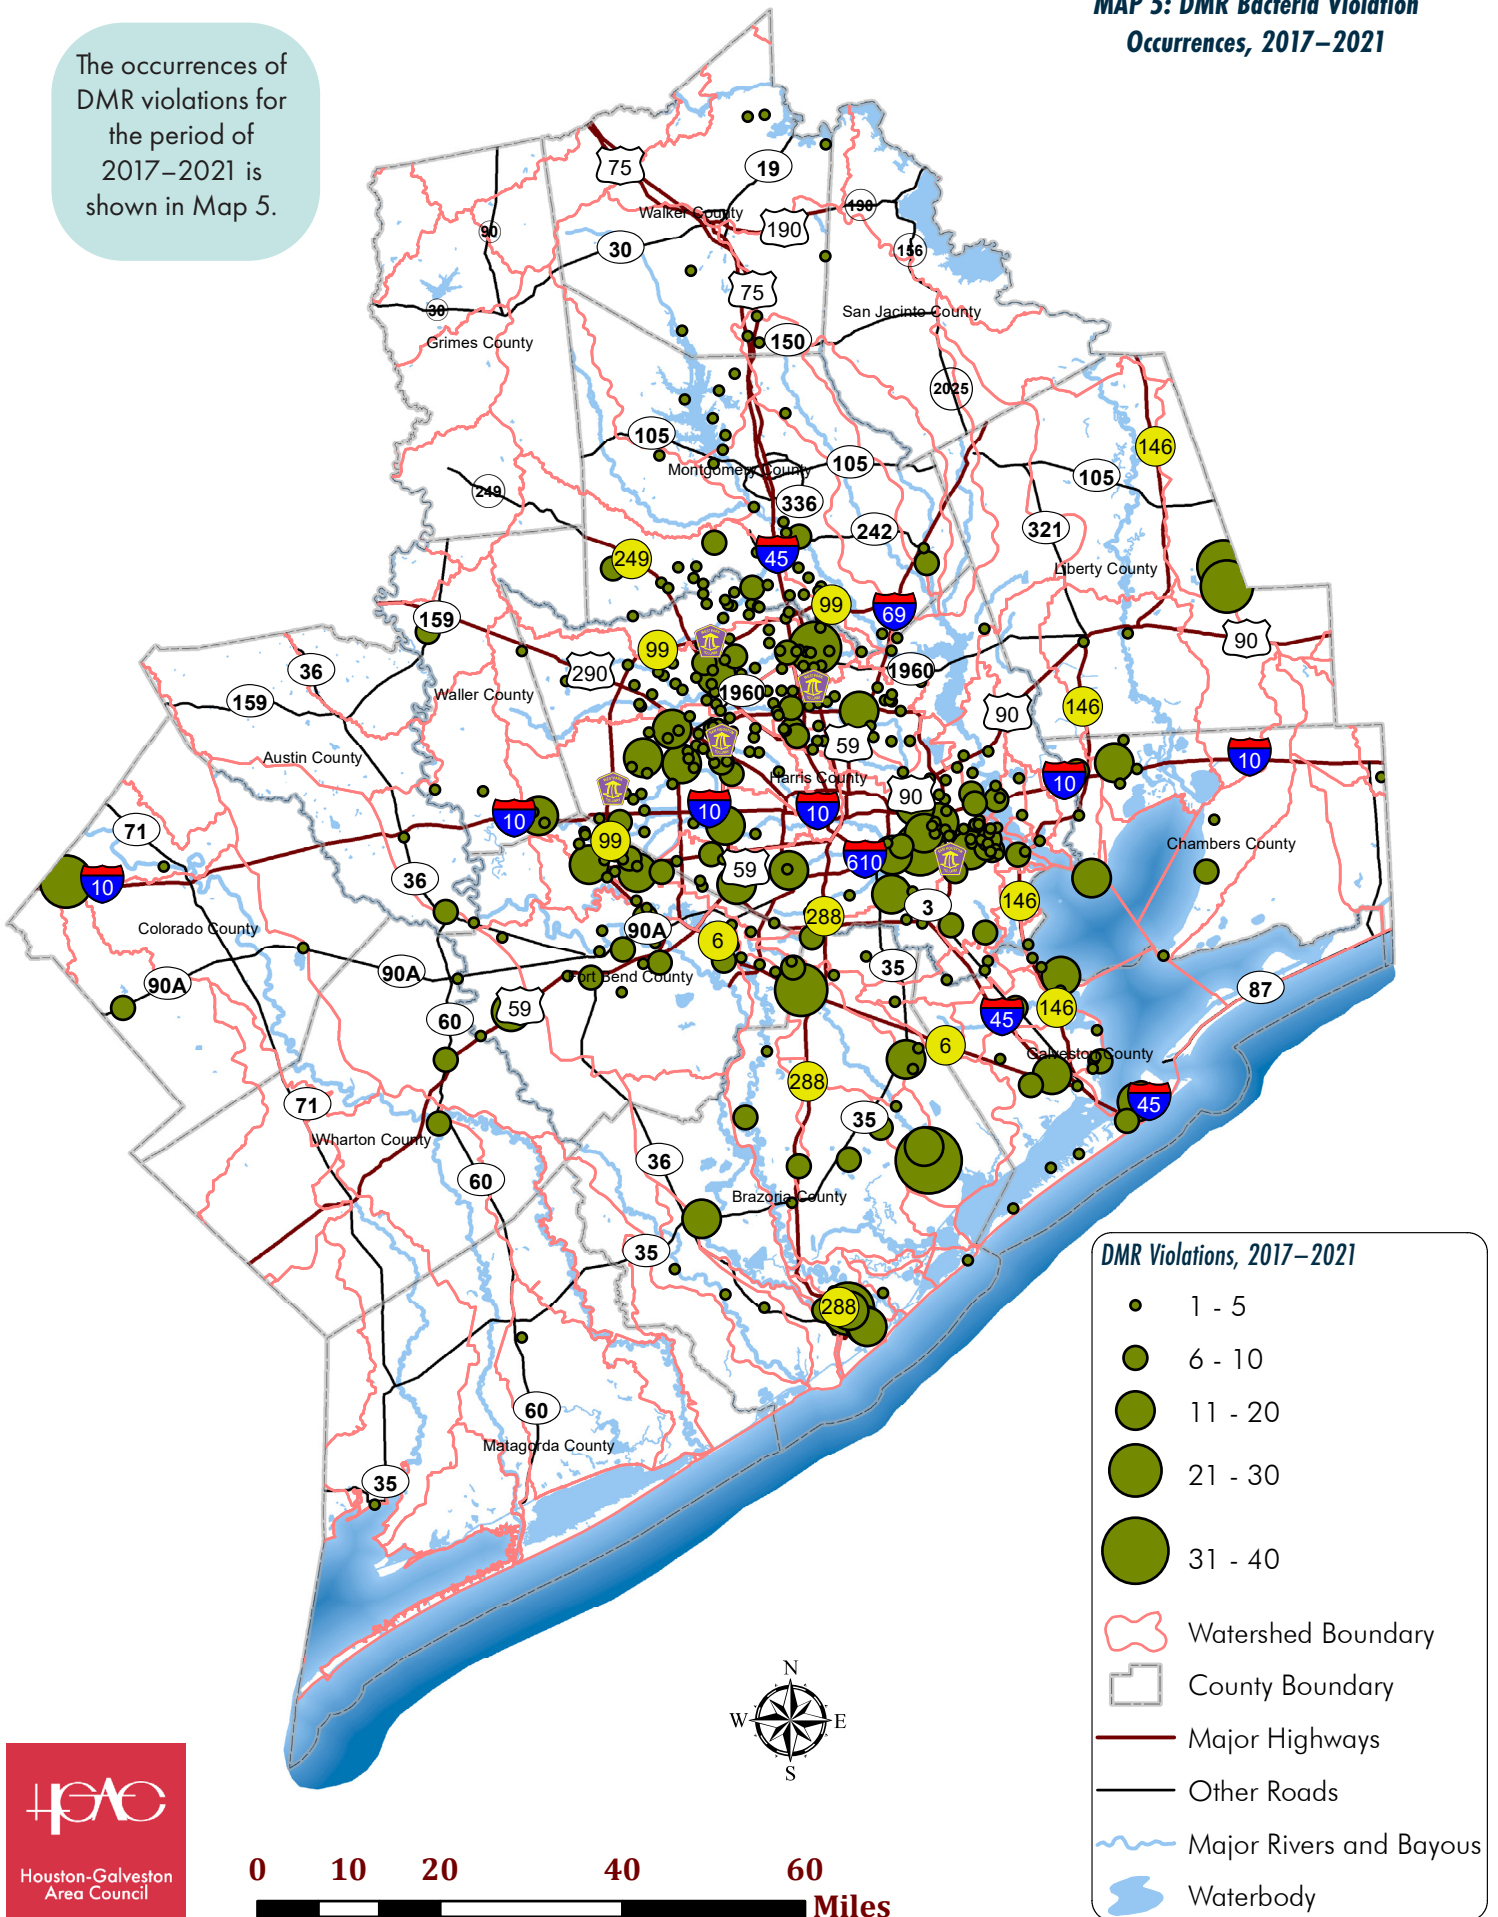 MAP 5: DMR Bacteria Violation
Occurrences, 2017–2021
The occurrences of
DMR violations for
the period of
2017–2021 is
shown in Map 5.
75
19
Walker County
190
190
90
30
156
75
30
San Jacinto County
150
Grimes County
2025
105
146
Montgomery County
105
105
249
336
242
321
249
45
Liberty County
99
69
159
90
99
36
290
1960
1960
Waller County
159
146
90
59
Austin County
10
Harris County
10
90
10
10
10
71
99
610
Chambers County
59
10
36
146
3
288
Colorado County
90A
6
35
90A
90A
Fort Bend County
87
59
146
60
45
6
Galveston County
288
71
45
35
Wharton County
36
60
Brazoria County
35
288
60
Matagorda County
35
DMR Violations, 2017–2021
1 - 5
6 - 10
11 - 20
21 - 30
31 - 40
Watershed Boundary
County Boundary
Major Highways
Other Roads
Major Rivers and Bayous
Waterbody
N
W E
S
HGAC
Houston-Galveston
Area Council
0 10 20 40 60
Miles